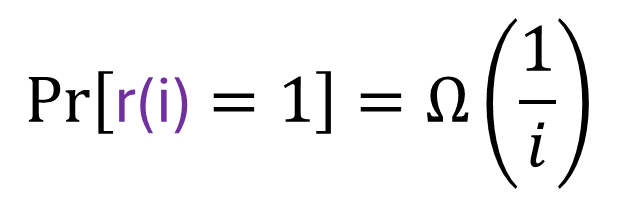 Pr[r(i) = 1] = Ω(1/i)